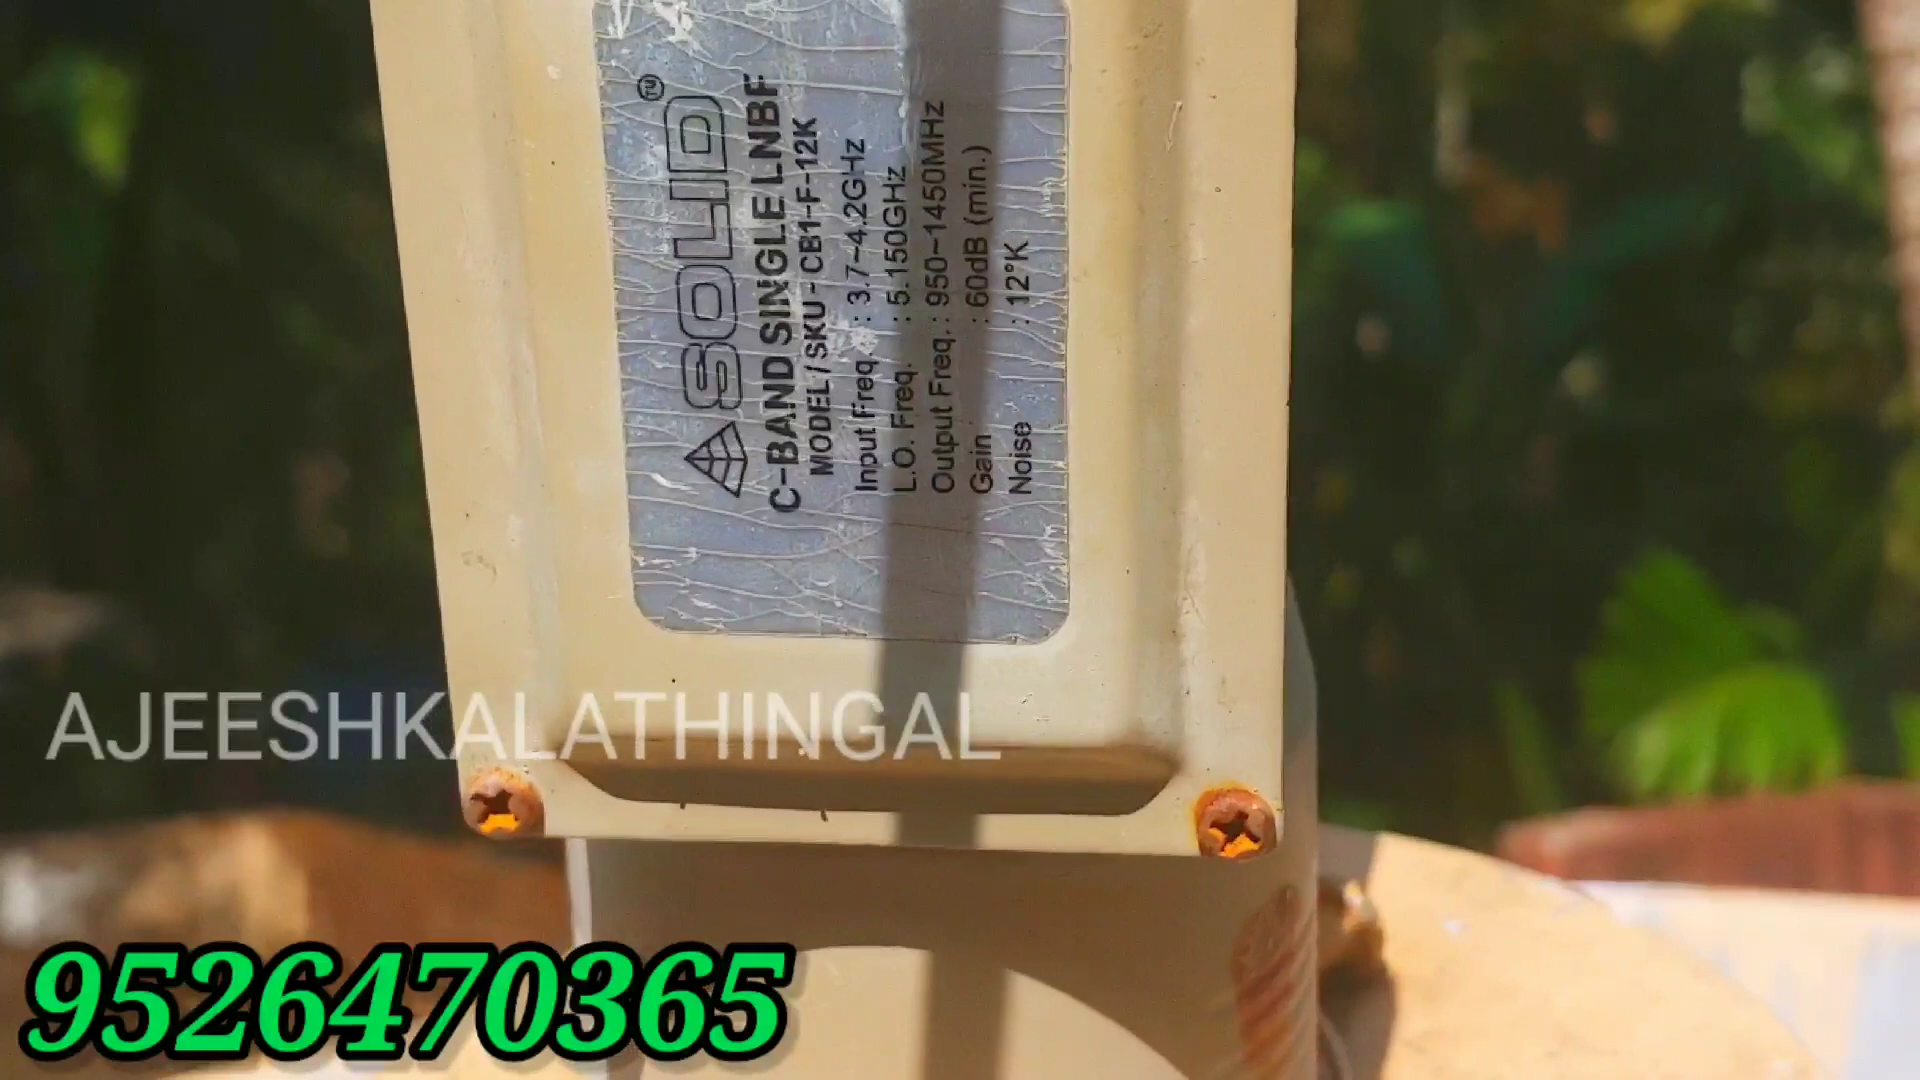 SOLID™
C-BAND SINGLE LNBF
MODEL / SKU - CB1-F-12K
Input Freq. : 3.7~4.2GHz
L.O. Freq. : 5.150GHz
Output Freq. : 950~1450MHz
Gain : 60dB (min.)
Noise : 12°K
AJEESHKALATHINGAL
9526470365